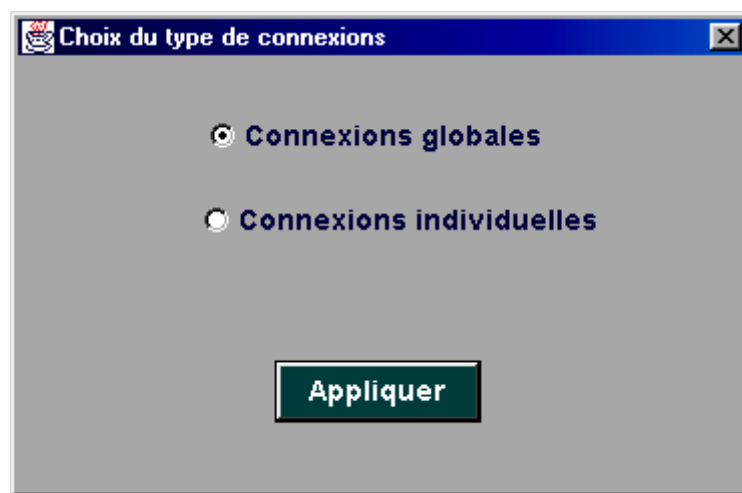 Choix du type de connexions
Connexions globales
Connexions individuelles
Appliquer